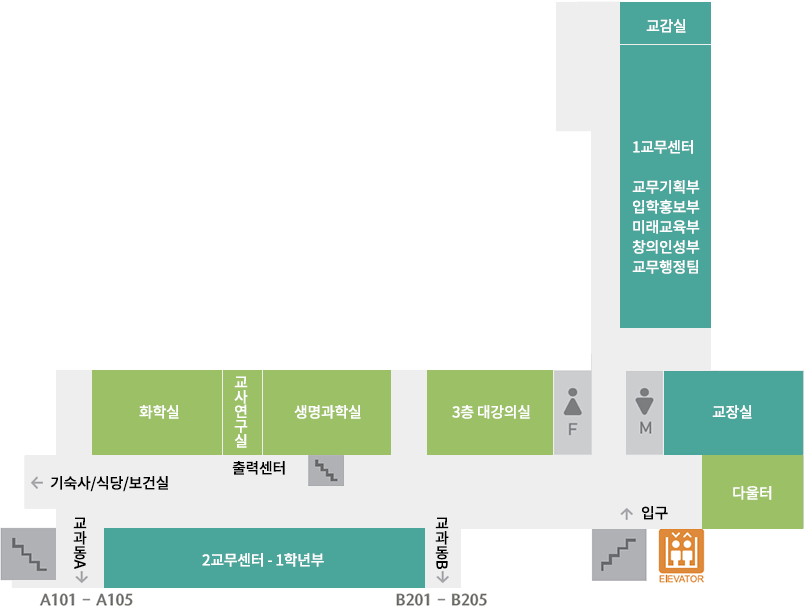 교감실
1교무센터
교무기획부
입학홍보부
미래교육부
창의인성부
교무행정팀
화학실
교사연구실
생명과학실
3층 대강의실
F
M
교장실
출력센터
← 기숙사/식당/보건실
다울터
↑ 입구
교과동A
2교무센터 - 1학년부
교과동B
ElEVATOR
A101 - A105
B201 - B205